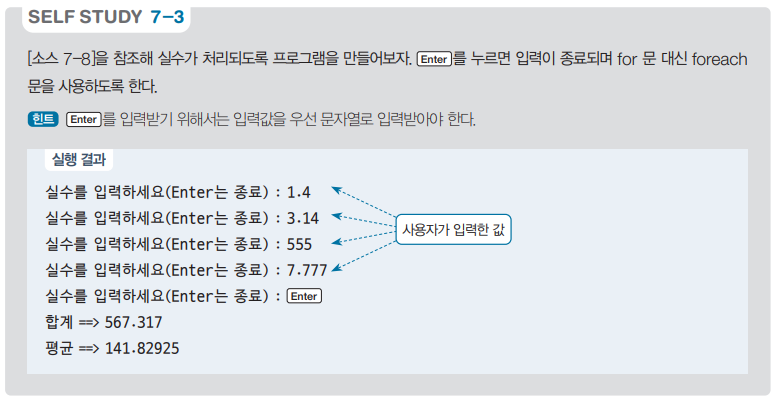 SELF STUDY 7-3
[소스 7-8]을 참조해 실수가 처리되도록 프로그램을 만들어보자. Enter를 누르면 입력이 종료되며 for 문 대신 foreach
문을 사용하도록 한다.
힌트 Enter를 입력받기 위해서는 입력값을 우선 문자열로 입력받아야 한다.
실행 결과
실수를 입력하세요(Enter는 종료) : 1.4
실수를 입력하세요(Enter는 종료) : 3.14
사용자가 입력한 값
실수를 입력하세요(Enter는 종료) : 555
실수를 입력하세요(Enter는 종료) : 7.777
실수를 입력하세요(Enter는 종료) : Enter
합계 ==> 567.317
평균 ==> 141.82925